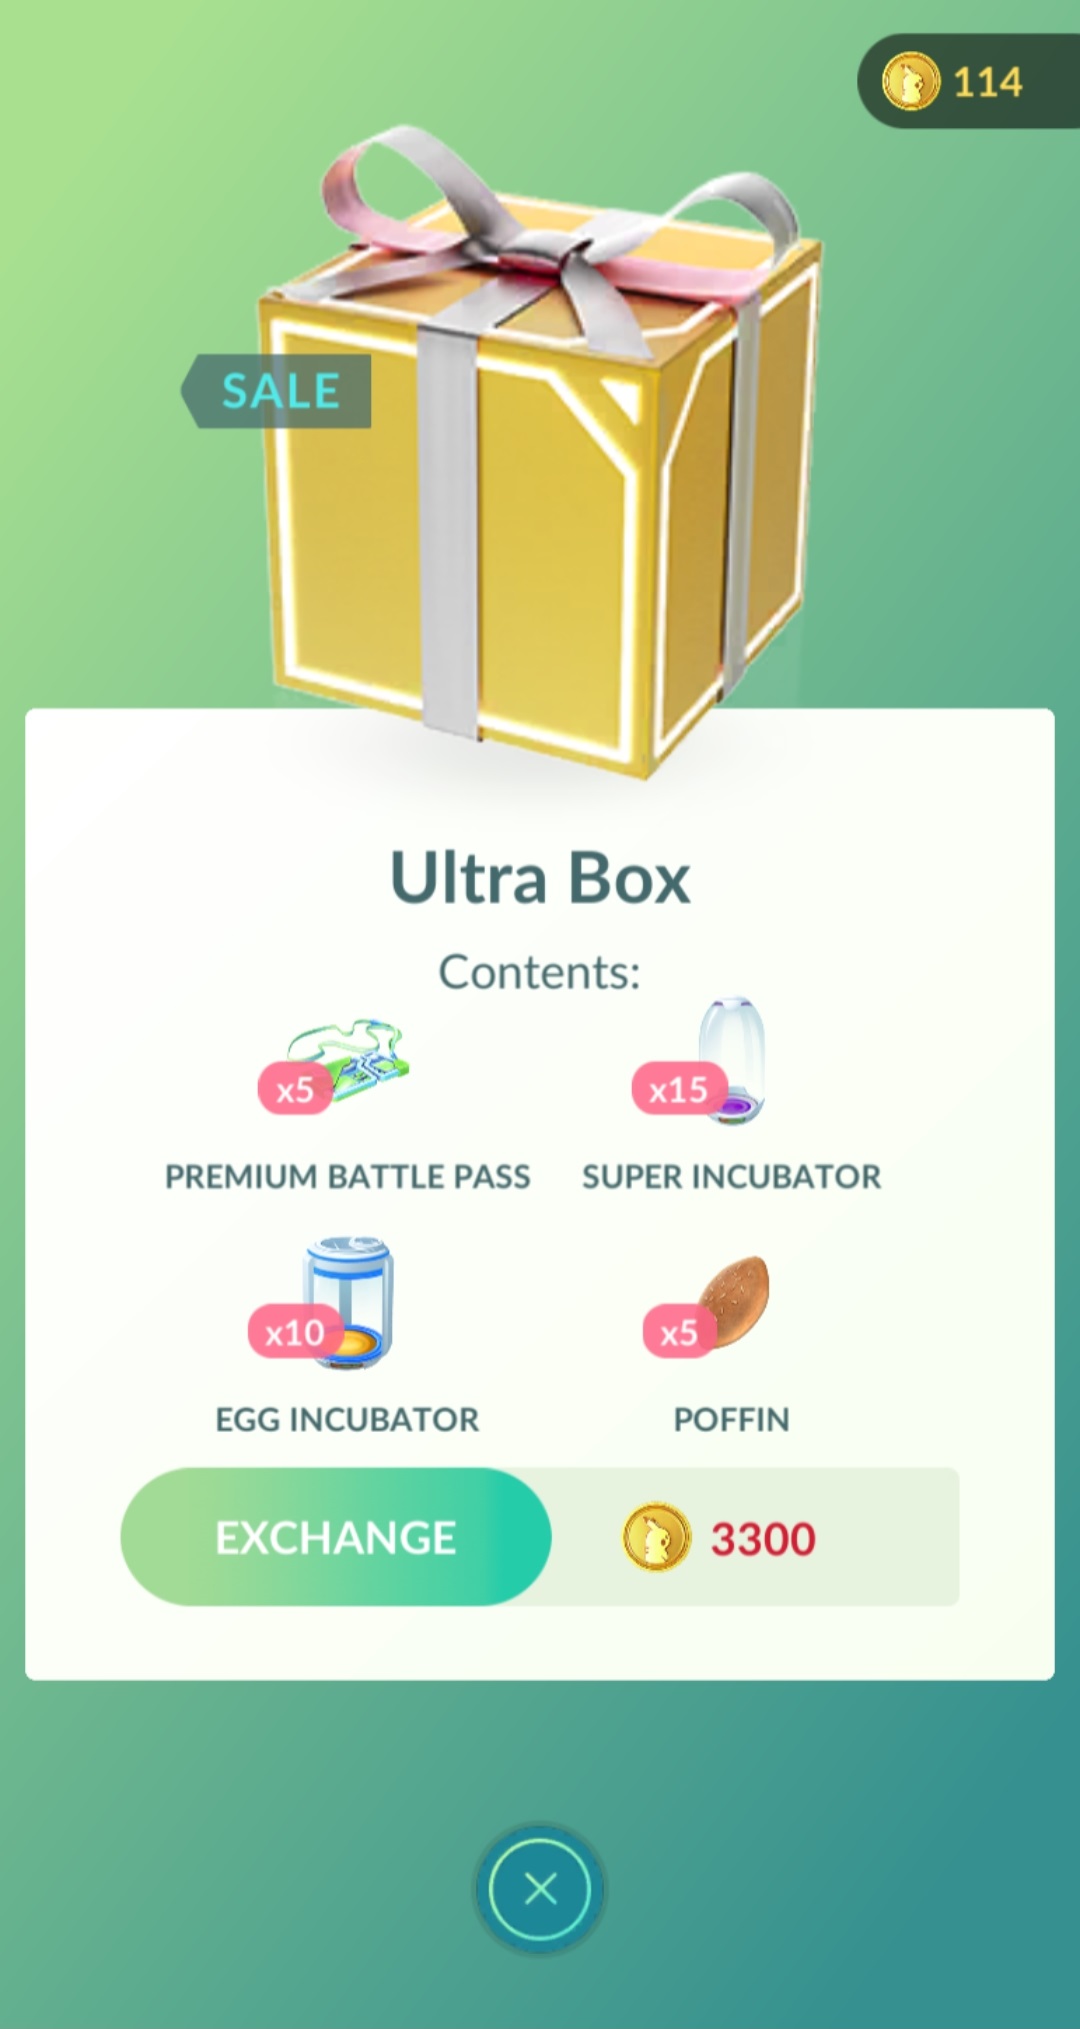 114
SALE
Ultra Box
Contents:
x5
x15
PREMIUM BATTLE PASS
SUPER INCUBATOR
x10
x5
EGG INCUBATOR
POFFIN
EXCHANGE
3300